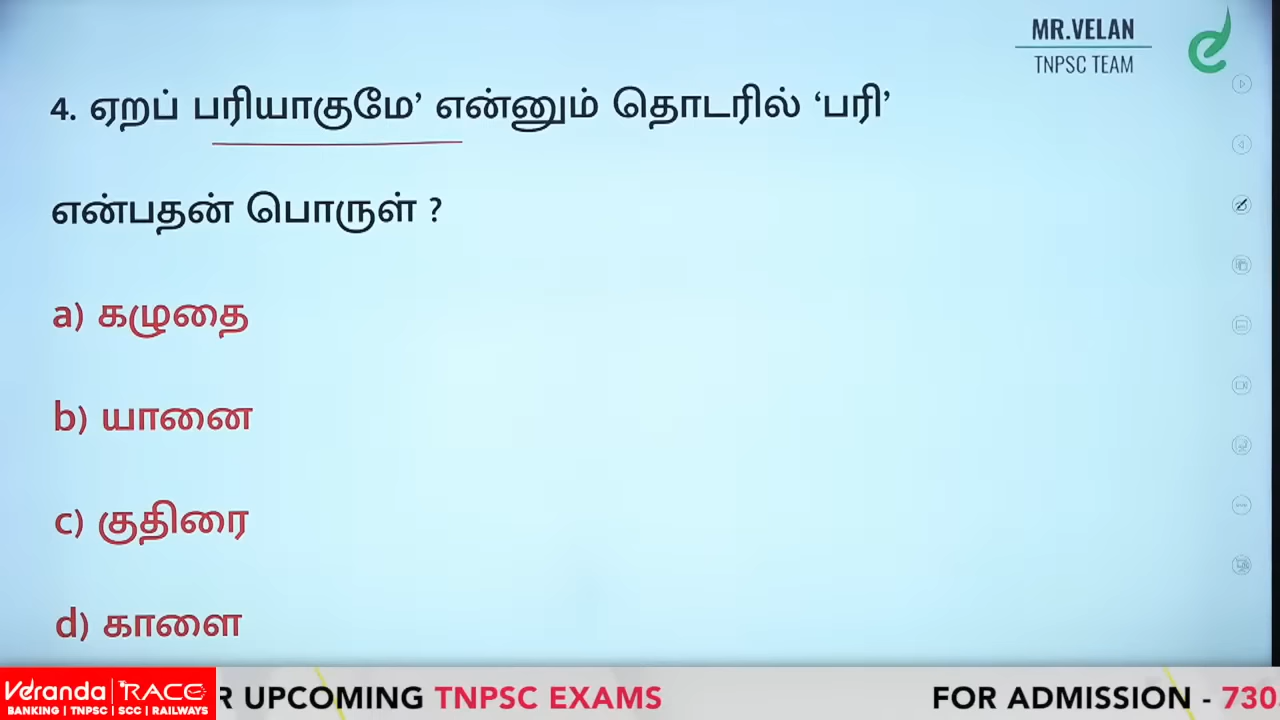 MR.VELAN
TNPSC TEAM
4. ஏறப் பரியாகுமே’ என்னும் தொடரில் ‘பரி’
என்பதன் பொருள் ?
a) கழுதை
b) யானை
c) குதிரை
d) காளை
Veranda RACE
BANKING | TNPSC | SCC | RAILWAYS
R UPCOMING TNPSC EXAMS
FOR ADMISSION - 730